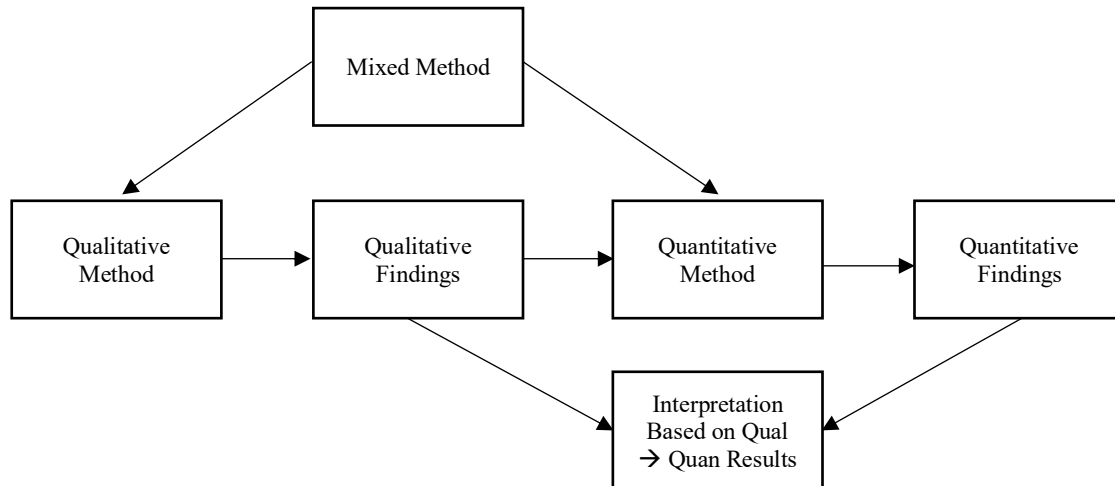 Mixed Method
Qualitative
Method
Qualitative
Findings
Quantitative
Method
Quantitative
Findings
Interpretation
Based on Qual
→ Quan Results